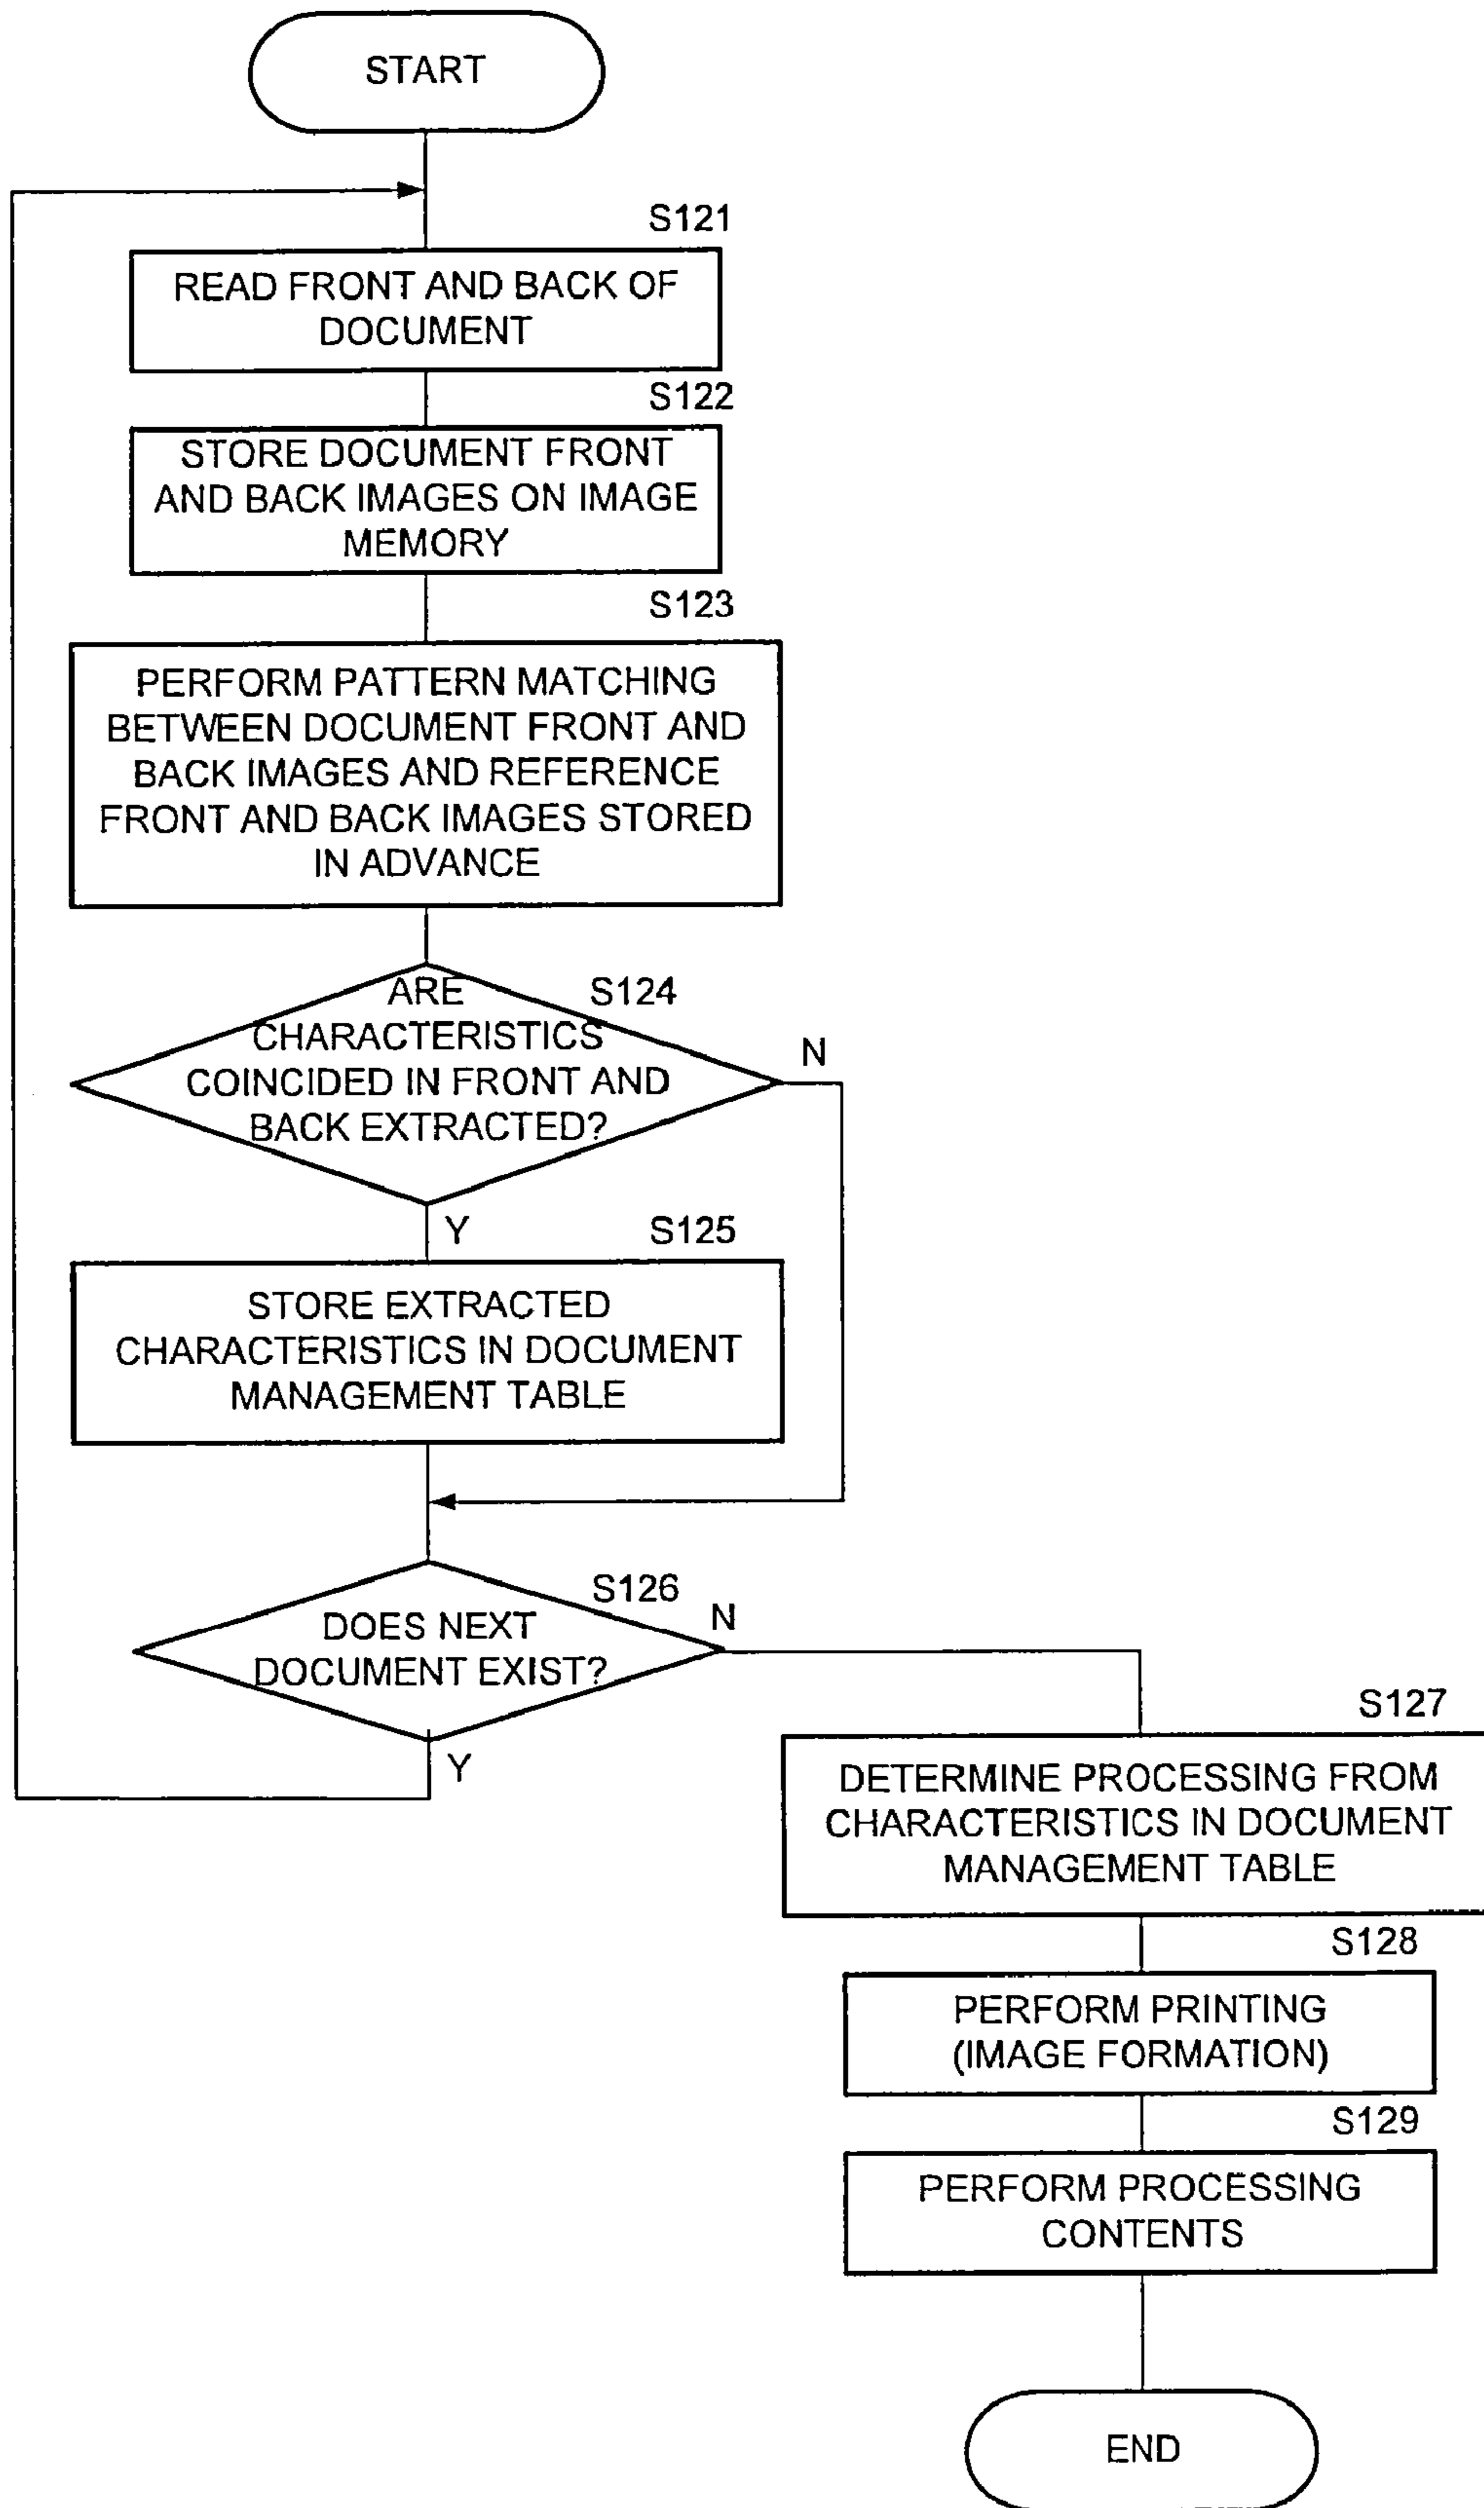 START
S121
READ FRONT AND BACK OF
DOCUMENT
S122
STORE DOCUMENT FRONT
AND BACK IMAGES ON IMAGE
MEMORY
S123
PERFORM PATTERN MATCHING
BETWEEN DOCUMENT FRONT AND
BACK IMAGES AND REFERENCE
FRONT AND BACK IMAGES STORED
IN ADVANCE
S124
ARE
CHARACTERISTICS
COINCIDED IN FRONT AND
BACK EXTRACTED?
N
Y
S125
STORE EXTRACTED
CHARACTERISTICS IN DOCUMENT
MANAGEMENT TABLE
S126
DOES NEXT
DOCUMENT EXIST?
N
Y
S127
DETERMINE PROCESSING FROM
CHARACTERISTICS IN DOCUMENT
MANAGEMENT TABLE
S128
PERFORM PRINTING
(IMAGE FORMATION)
S129
PERFORM PROCESSING
CONTENTS
END